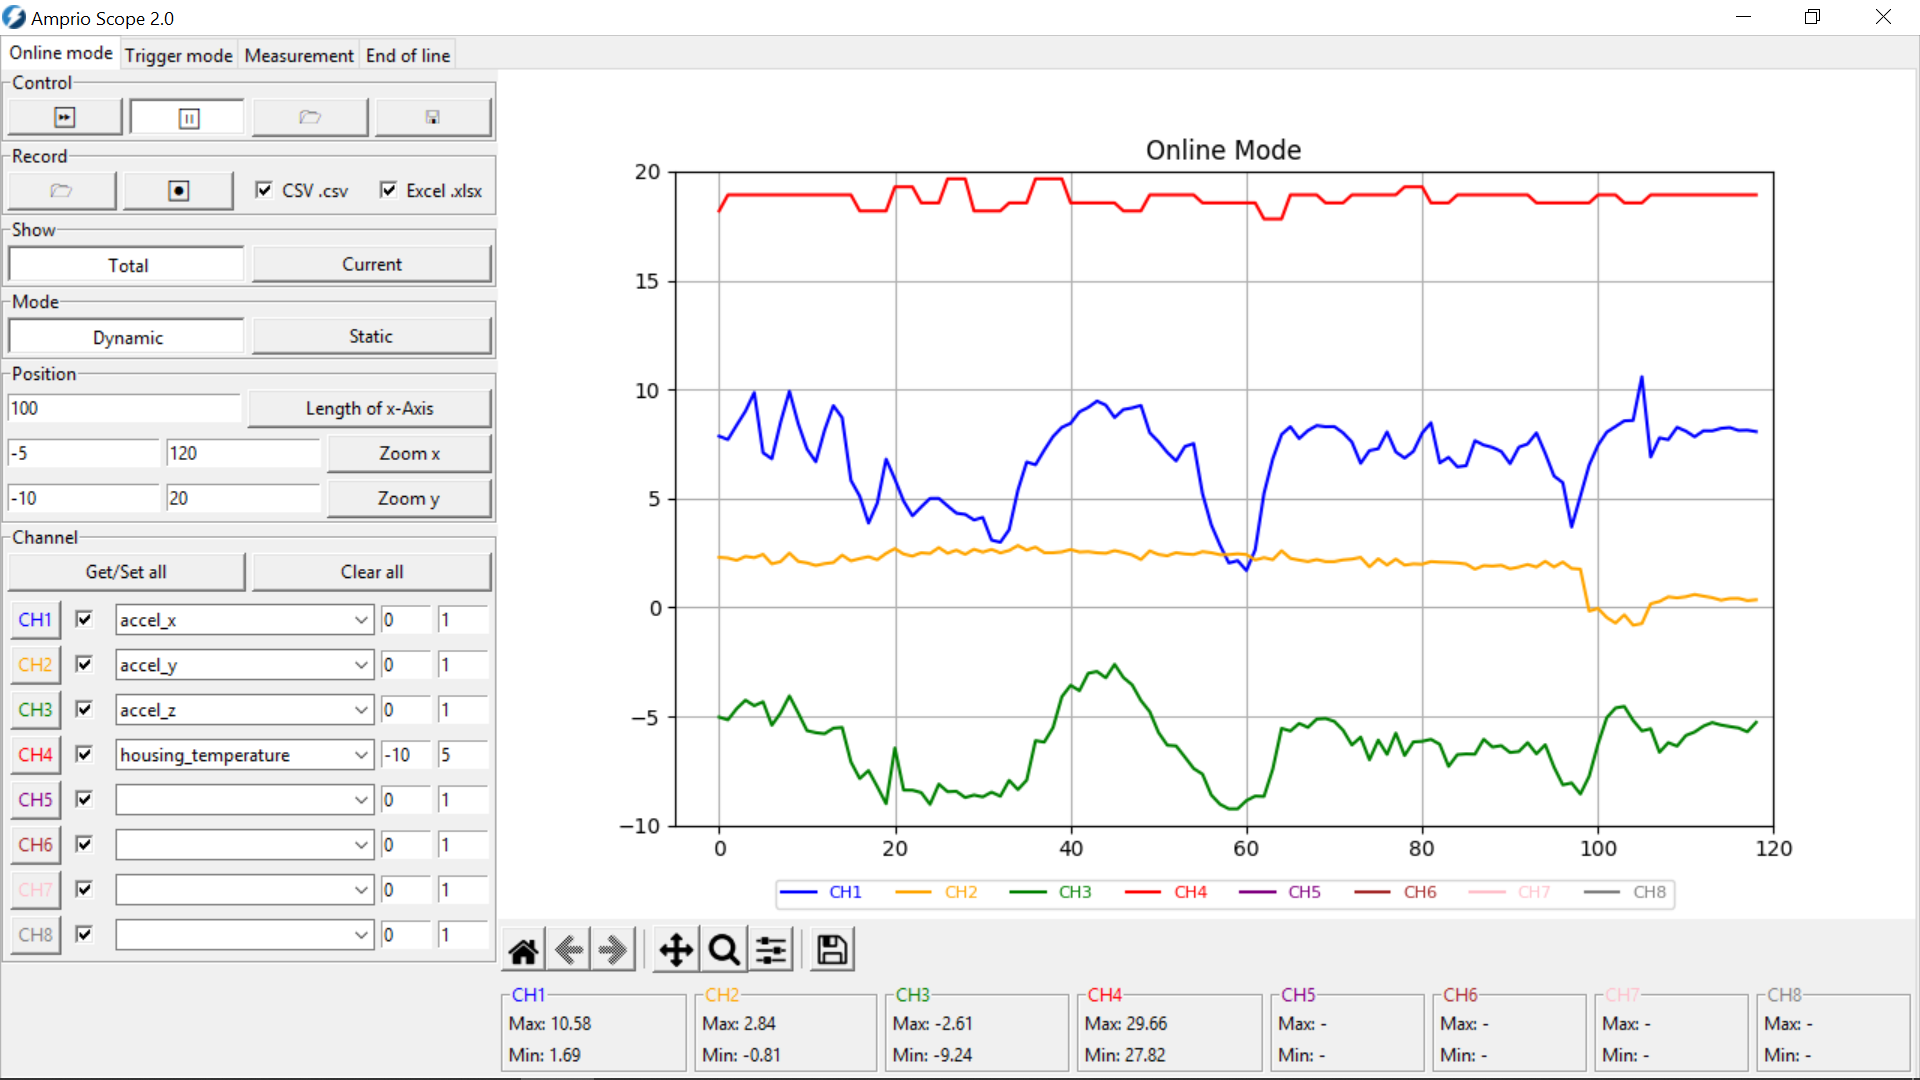 Amprio Scope 2.0
Online mode Trigger mode Measurement End of line
Control
Record
CSV .csv Excel .xlsx
Show
Total Current
Mode
Dynamic Static
Position
100 Length of x-Axis
-5 120 Zoom x
-10 20 Zoom y
Channel
Get/Set all Clear all
CH1 accel_x 0 1
CH2 accel_y 0 1
CH3 accel_z 0 1
CH4 housing_temperature -10 5
CH5 0 1
CH6 0 1
CH7 0 1
CH8 0 1
Online Mode
20
15
10
5
0
−5
−10
0 20 40 60 80 100 120
CH1 CH2 CH3 CH4 CH5 CH6 CH7 CH8
CH1
Max: 10.58
Min: 1.69
CH2
Max: 2.84
Min: -0.81
CH3
Max: -2.61
Min: -9.24
CH4
Max: 29.66
Min: 27.82
CH5
Max: -
Min: -
CH6
Max: -
Min: -
CH7
Max: -
Min: -
CH8
Max: -
Min: -